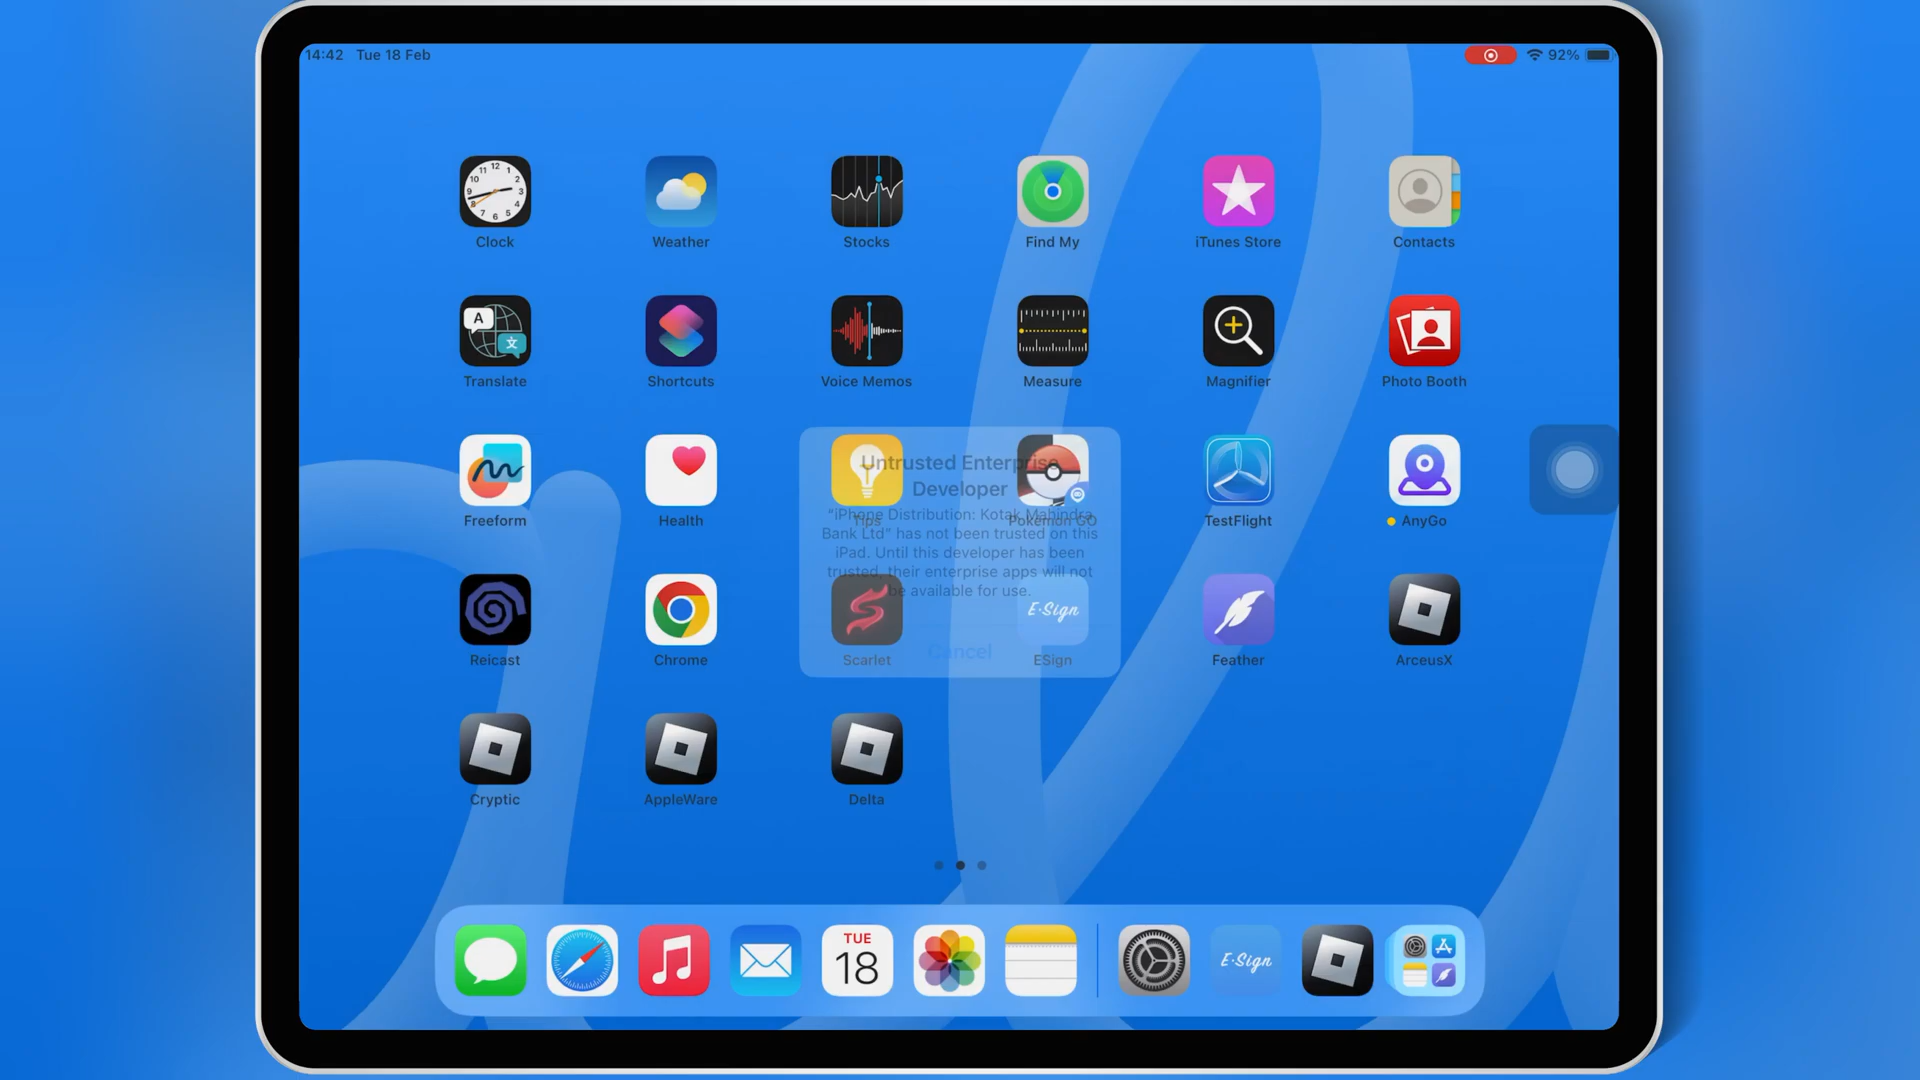 14:42 Tue 18 Feb
92%
Clock
Weather
Stocks
Find My
iTunes Store
Contacts
Translate
Shortcuts
Voice Memos
Measure
Magnifier
Photo Booth
Untrusted Enterprise
Developer
“iPhone Distribution: Kotak Mahindra
Bank Ltd” has not been trusted on this
iPad. Until this developer has been
trusted, their enterprise apps will not
be available for use.
Cancel
Freeform
Health
Tips
Pokémon GO
TestFlight
AnyGo
E·Sign
Reicast
Chrome
Scarlet
ESign
Feather
ArceusX
Cryptic
AppleWare
Delta
TUE
18
E·Sign